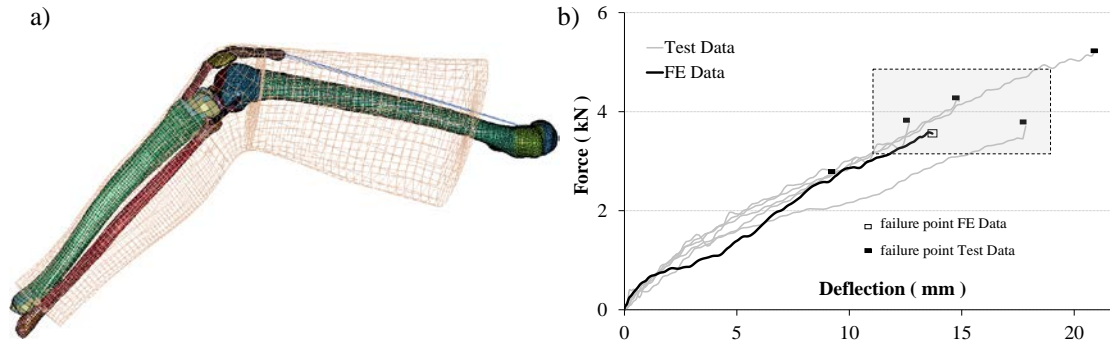 a)
b)
6
Test Data
FE Data
4
Force ( kN )
2
failure point FE Data
failure point Test Data
Deflection ( mm )
0
0 5 10 15 20